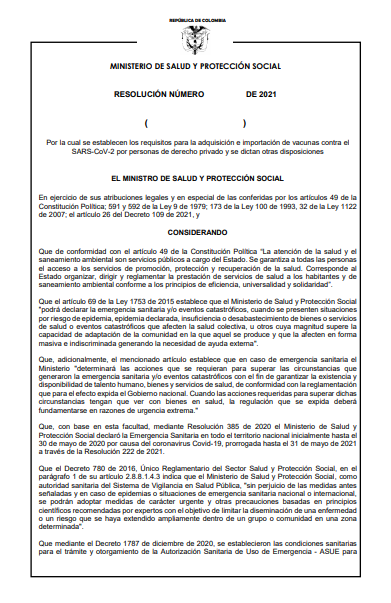 REPÚBLICA DE COLOMBIA
MINISTERIO DE SALUD Y PROTECCIÓN SOCIAL
RESOLUCIÓN NÚMERO DE 2021
( )
Por la cual se establecen los requisitos para la adquisición e importación de vacunas contra el
SARS-CoV-2 por personas de derecho privado y se dictan otras disposiciones
EL MINISTRO DE SALUD Y PROTECCIÓN SOCIAL
En ejercicio de sus atribuciones legales y en especial de las conferidas por los artículos 49 de la
Constitución Política; 591 y 592 de la Ley 9 de 1979; 173 de la Ley 100 de 1993, 32 de la Ley 1122
de 2007; el artículo 26 del Decreto 109 de 2021, y
CONSIDERANDO
Que de conformidad con el artículo 49 de la Constitución Política "La atención de la salud y el
saneamiento ambiental son servicios públicos a cargo del Estado. Se garantiza a todas las personas
el acceso a los servicios de promoción, protección y recuperación de la salud. Corresponde al
Estado organizar, dirigir y reglamentar la prestación de servicios de salud a los habitantes y de
saneamiento ambiental conforme a los principios de eficiencia, universalidad y solidaridad".
Que el artículo 69 de la Ley 1753 de 2015 establece que el Ministerio de Salud y Protección Social
"podrá declarar la emergencia sanitaria y/o eventos catastróficos, cuando se presenten situaciones
por riesgo de epidemia, epidemia declarada, insuficiencia o desabastecimiento de bienes o servicios
de salud o eventos catastróficos que afecten la salud colectiva, u otros cuya magnitud supere la
capacidad de adaptación de la comunidad en la que aquel se produce y que la afecten en forma
masiva e indiscriminada generando la necesidad de ayuda externa".
Que, adicionalmente, el mencionado artículo establece que en caso de emergencia sanitaria el
Ministerio "determinará las acciones que se requieran para superar las circunstancias que
generaron la emergencia sanitaria y/o eventos catastróficos con el fin de garantizar la existencia y
disponibilidad de talento humano, bienes y servicios de salud, de conformidad con la reglamentación
que para el efecto expida el Gobierno nacional. Cuando las acciones requeridas para superar dichas
circunstancias tengan que ver con bienes en salud, la regulación que se expida deberá
fundamentarse en razones de urgencia extrema."
Que, con base en esta facultad, mediante Resolución 385 de 2020 el Ministerio de Salud y
Protección Social declaró la Emergencia Sanitaria en todo el territorio nacional inicialmente hasta el
30 de mayo de 2020 por causa del coronavirus Covid-19, prorrogada hasta el 31 de mayo de 2021
a través de la Resolución 222 de 2021.
Que el Decreto 780 de 2016, Único Reglamentario del Sector Salud y Protección Social, en el
parágrafo 1 de su artículo 2.8.8.1.4.3 indica que el Ministerio de Salud y Protección Social, como
autoridad sanitaria del Sistema de Vigilancia en Salud Pública, "sin perjuicio de las medidas antes
señaladas y en caso de epidemias o situaciones de emergencia sanitaria nacional o internacional,
se podrán adoptar medidas de carácter urgente y otras precauciones basadas en principios
científicos recomendadas por expertos con el objetivo de limitar la diseminación de una enfermedad
o un riesgo que se haya extendido ampliamente dentro de un grupo o comunidad en una zona
determinada".
Que mediante el Decreto 1787 de diciembre de 2020, se establecieron las condiciones sanitarias
para el trámite y otorgamiento de la Autorización Sanitaria de Uso de Emergencia - ASUE para